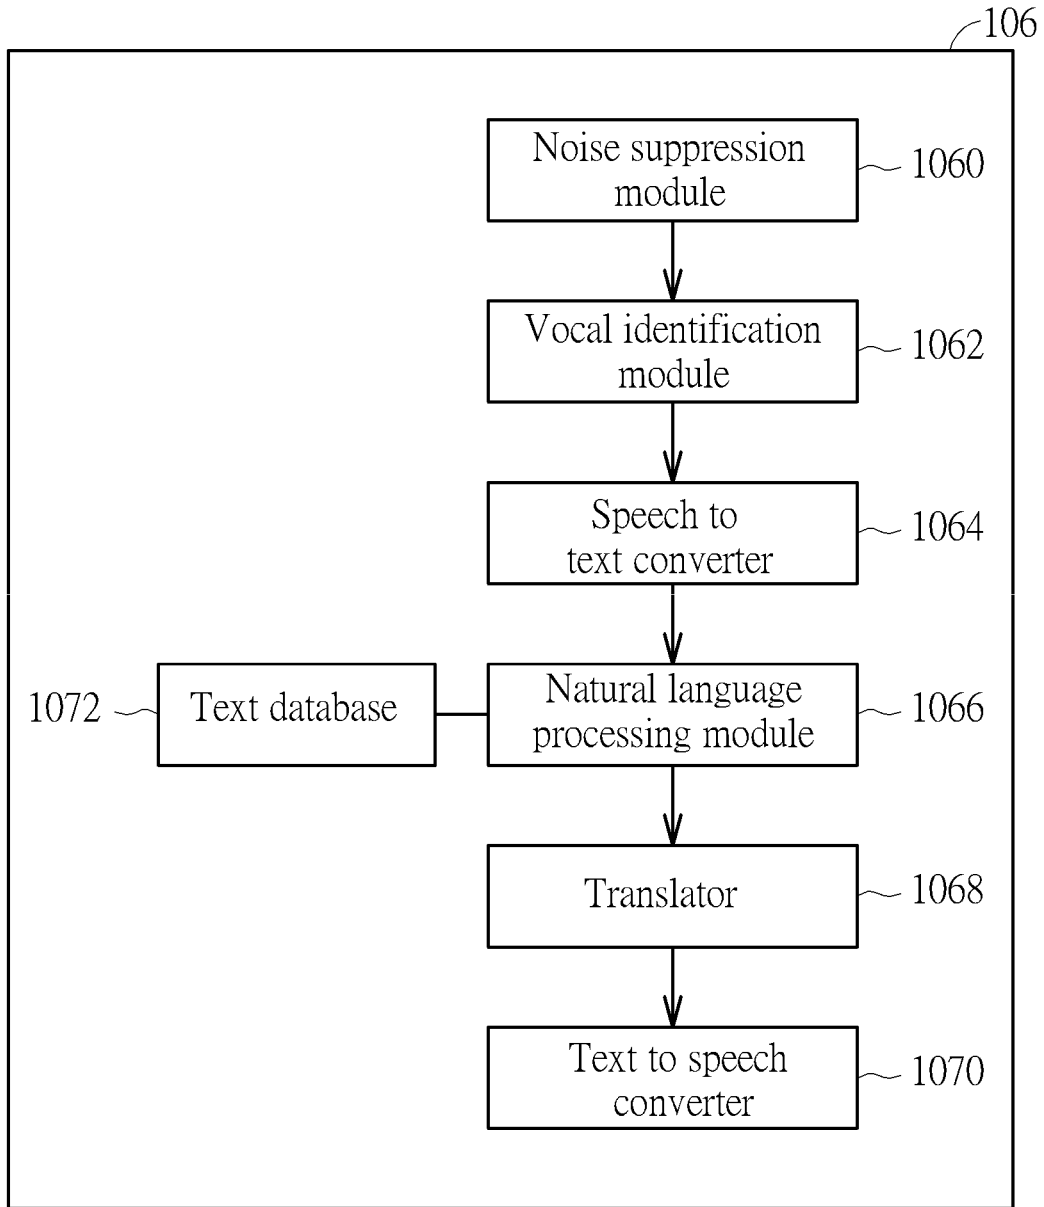 106
Noise suppression
module
1060
Vocal identification
module
1062
Speech to
text converter
1064
1072
Text database
Natural language
processing module
1066
Translator
1068
Text to speech
converter
1070